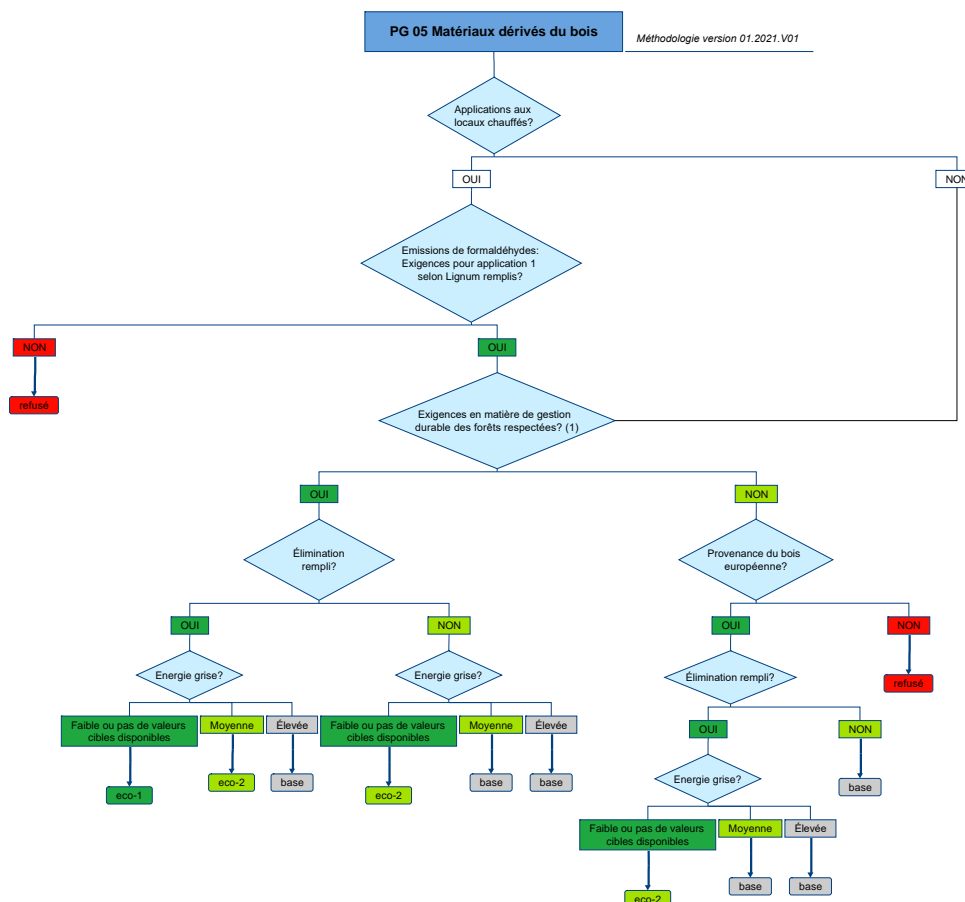 PG 05 Matériaux dérivés du bois
Méthodologie version 01.2021.V01
Applications aux
locaux chauffés?
OUI
NON
Emissions de formaldéhydes:
Exigences pour application 1
selon Lignum remplis?
NON
OUI
refusé
Exigences en matière de gestion
durable des forêts respectées? (1)
OUI
NON
Élimination
rempli?
Provenance du bois
européenne?
OUI
NON
OUI
NON
Energie grise?
Energie grise?
Élimination rempli?
refusé
Faible ou pas de valeurs
cibles disponibles
Moyenne
Élevée
Faible ou pas de valeurs
cibles disponibles
Moyenne
Élevée
OUI
NON
eco-1
eco-2
base
eco-2
base
base
Energie grise?
base
Faible ou pas de valeurs
cibles disponibles
Moyenne
Élevée
eco-2
base
base